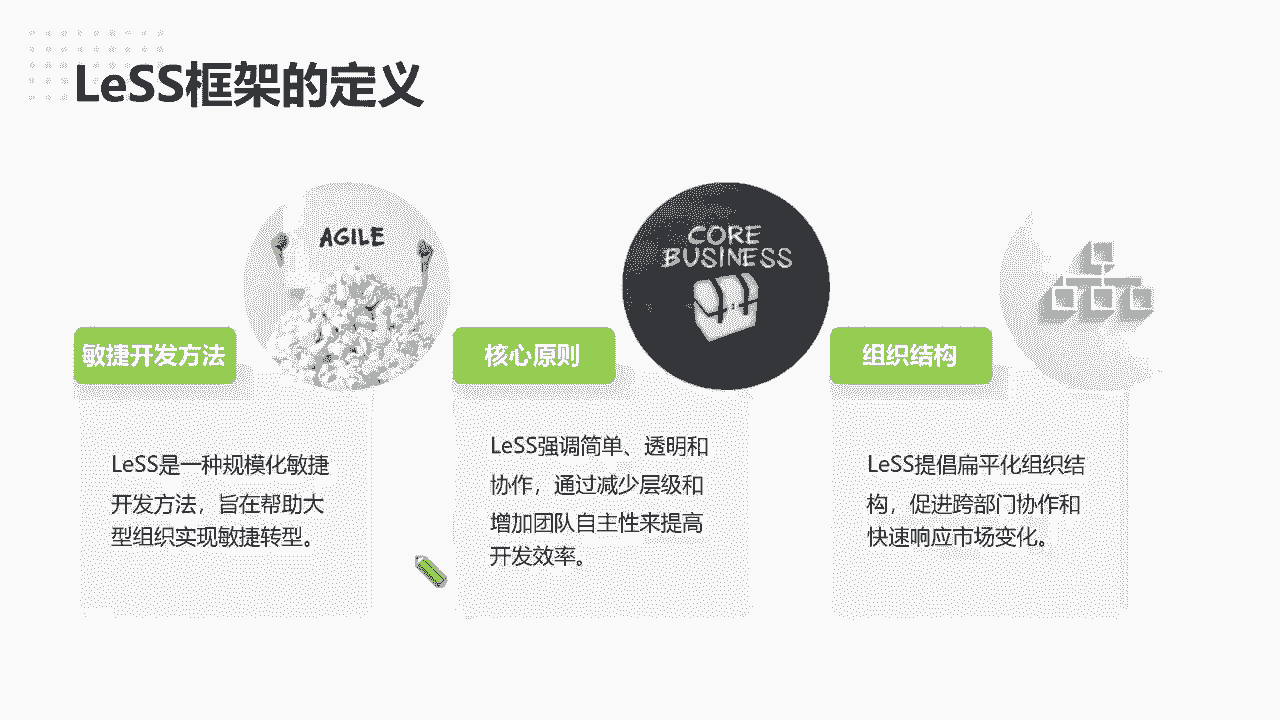 LeSS框架的定义
AGILE
敏捷开发方法
LeSS是一种规模化敏捷
开发方法，旨在帮助大
型组织实现敏捷转型。
CORE
BUSINESS
核心原则
LeSS强调简单、透明和
协作，通过减少层级和
增加团队自主性来提高
开发效率。
组织结构
LeSS提倡扁平化组织结
构，促进跨部门协作和
快速响应市场变化。